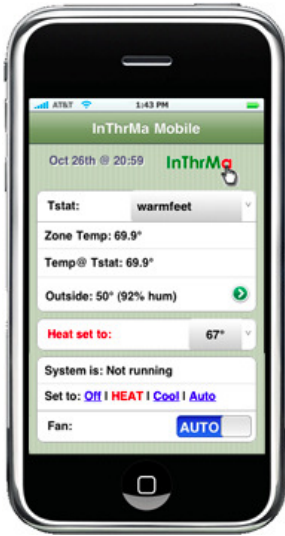 AT&T 1:43 PM
InThrMa Mobile
Oct 26th @ 20:59 InThrMa
Tstat: warmfeet
Zone Temp: 69.9°
Temp@ Tstat: 69.9°
Outside: 50° (92% hum)
Heat set to: 67°
System is: Not running
Set to: Off I HEAT I Cool I Auto
Fan: AUTO